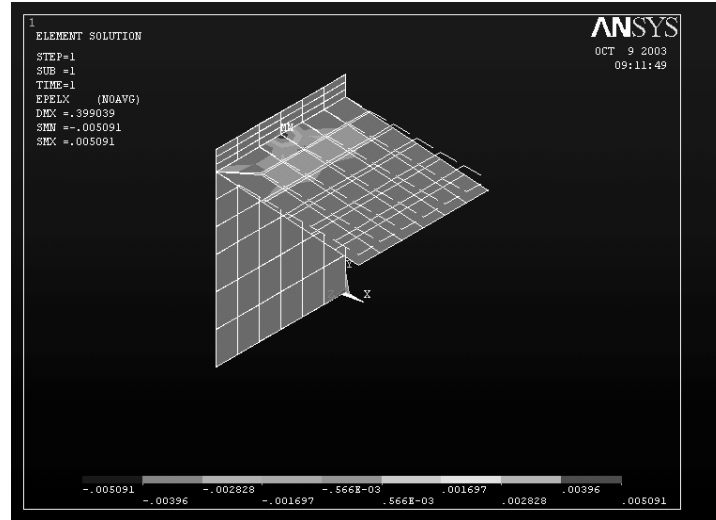 1
ELEMENT SOLUTION
STEP=1
SUB =1
TIME=1
EPELX (NOAVG)
DMX =.399039
SMN =-.005091
SMX =.005091
ANSYS
OCT 9 2003
09:11:49
MN
Y
X
-.005091 -.002828 -.566E-03 .001697 .00396
-.00396 -.001697 .566E-03 .002828 .005091